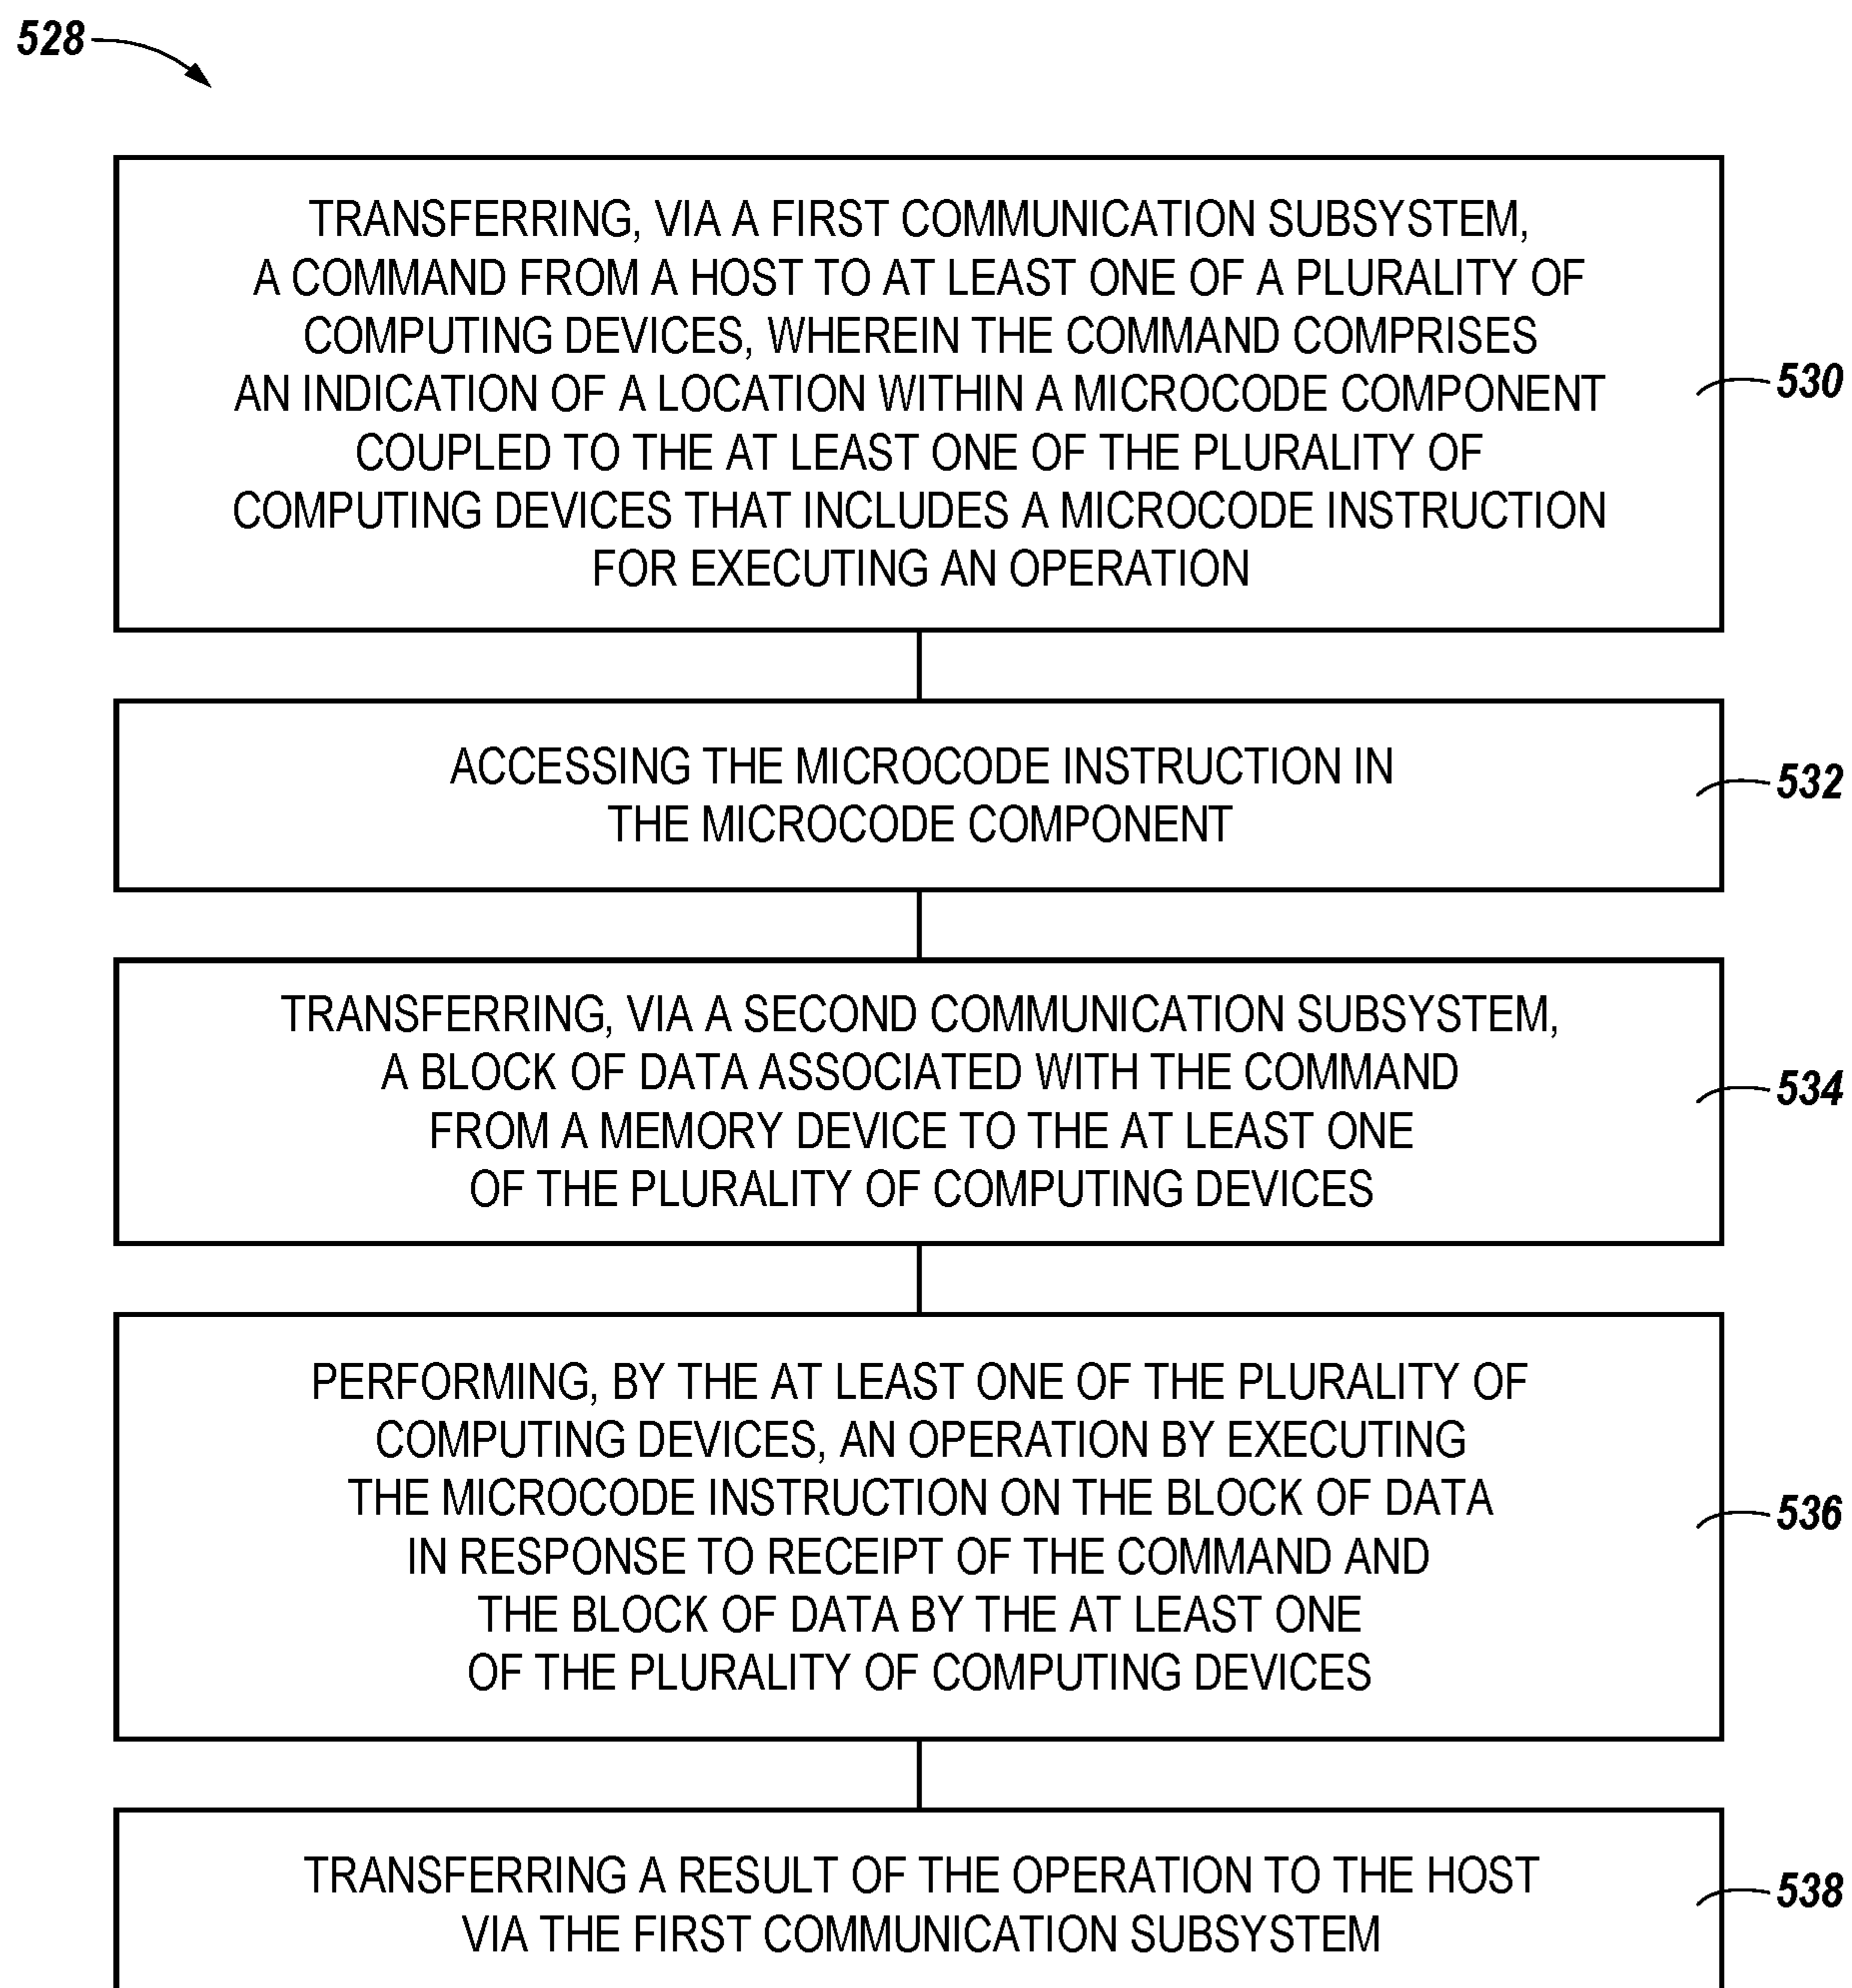 528
TRANSFERRING, VIA A FIRST COMMUNICATION SUBSYSTEM,
A COMMAND FROM A HOST TO AT LEAST ONE OF A PLURALITY OF
COMPUTING DEVICES, WHEREIN THE COMMAND COMPRISES
AN INDICATION OF A LOCATION WITHIN A MICROCODE COMPONENT
COUPLED TO THE AT LEAST ONE OF THE PLURALITY OF
COMPUTING DEVICES THAT INCLUDES A MICROCODE INSTRUCTION
FOR EXECUTING AN OPERATION
530
ACCESSING THE MICROCODE INSTRUCTION IN
THE MICROCODE COMPONENT
532
TRANSFERRING, VIA A SECOND COMMUNICATION SUBSYSTEM,
A BLOCK OF DATA ASSOCIATED WITH THE COMMAND
FROM A MEMORY DEVICE TO THE AT LEAST ONE
OF THE PLURALITY OF COMPUTING DEVICES
534
PERFORMING, BY THE AT LEAST ONE OF THE PLURALITY OF
COMPUTING DEVICES, AN OPERATION BY EXECUTING
THE MICROCODE INSTRUCTION ON THE BLOCK OF DATA
IN RESPONSE TO RECEIPT OF THE COMMAND AND
THE BLOCK OF DATA BY THE AT LEAST ONE
OF THE PLURALITY OF COMPUTING DEVICES
536
TRANSFERRING A RESULT OF THE OPERATION TO THE HOST
VIA THE FIRST COMMUNICATION SUBSYSTEM
538